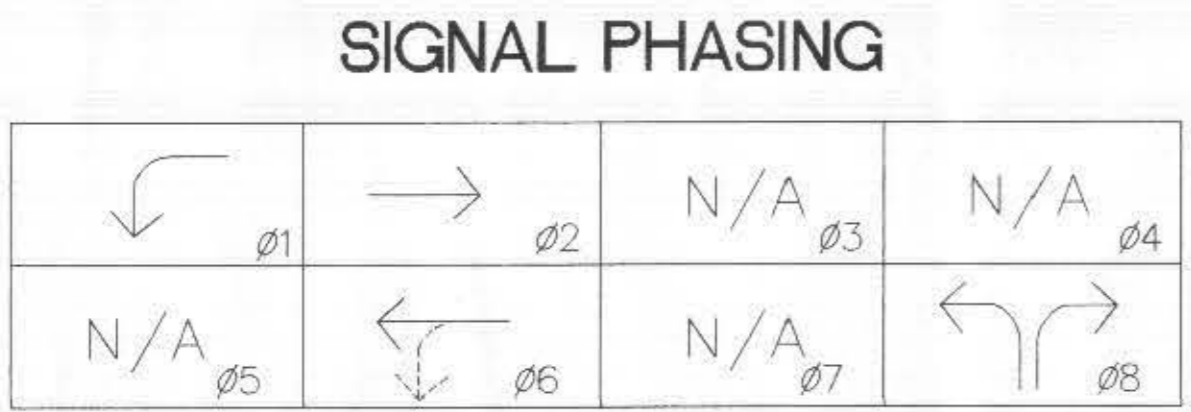 SIGNAL PHASING
ø1
ø2
N/A ø3
N/A ø4
N/A ø5
ø6
N/A ø7
ø8